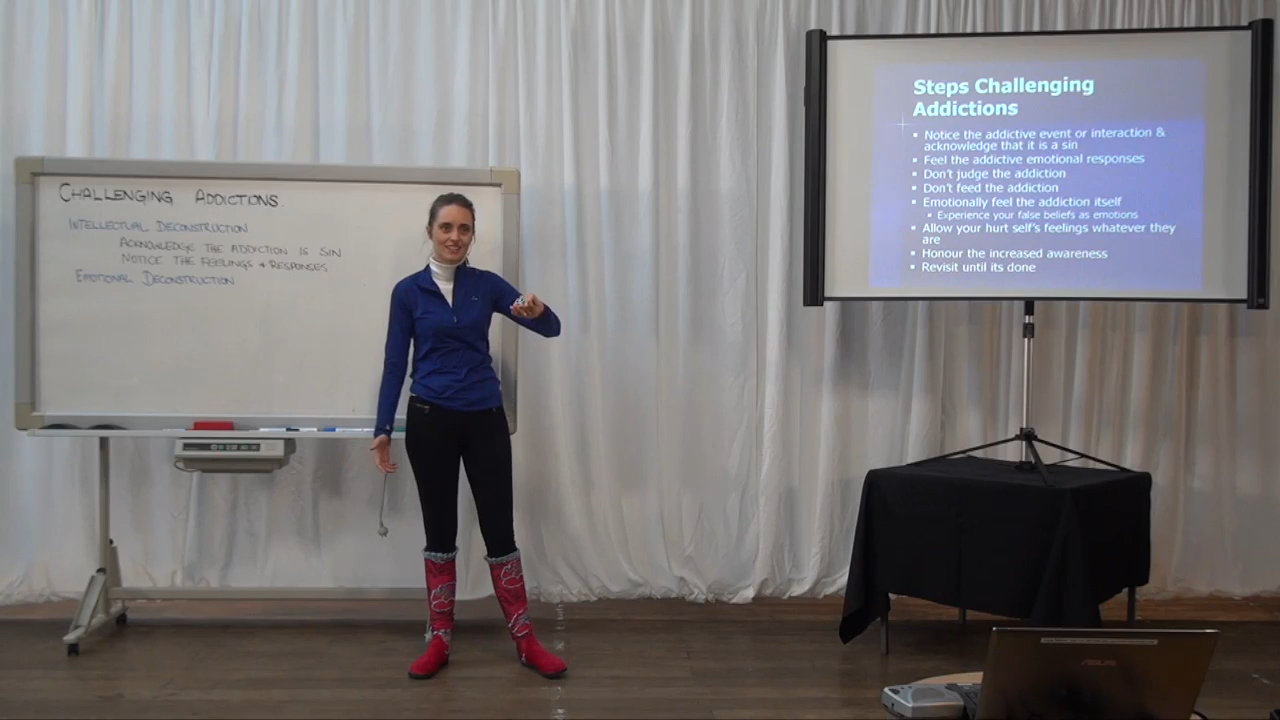 CHALLENGING ADDICTIONS.
INTELLECTUAL DECONSTRUCTION
ACKNOWLEDGE THE ADDICTION IS SIN
NOTICE THE FEELINGS & RESPONSES
EMOTIONAL DECONSTRUCTION
Steps Challenging
Addictions
Notice the addictive event or interaction &
acknowledge that it is a sin
Feel the addictive emotional responses
Don't judge the addiction
Don't feed the addiction
Emotionally feel the addiction itself
Experience your false beliefs as emotions
Allow your hurt self's feelings whatever they
are
Honour the increased awareness
Revisit until its done
ASUS